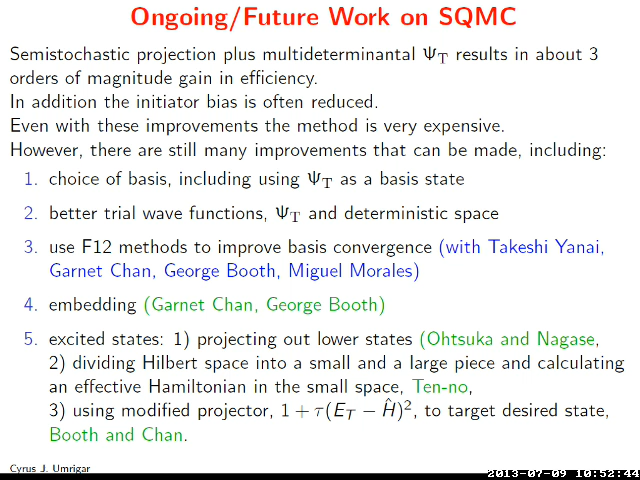 Ongoing/Future Work on SQMC
Semistochastic projection plus multideterminantal Ψ_T results in about 3
orders of magnitude gain in efficiency.
In addition the initiator bias is often reduced.
Even with these improvements the method is very expensive.
However, there are still many improvements that can be made, including:
1. choice of basis, including using Ψ_T as a basis state
2. better trial wave functions, Ψ_T and deterministic space
3. use F12 methods to improve basis convergence (with Takeshi Yanai,
Garnet Chan, George Booth, Miguel Morales)
4. embedding (Garnet Chan, George Booth)
5. excited states: 1) projecting out lower states (Ohtsuka and Nagase,
2) dividing Hilbert space into a small and a large piece and calculating
an effective Hamiltonian in the small space, Ten-no,
3) using modified projector, 1 + τ(E_T − Ĥ)², to target desired state,
Booth and Chan.
Cyrus J. Umrigar
2013-07-09 10:52:44